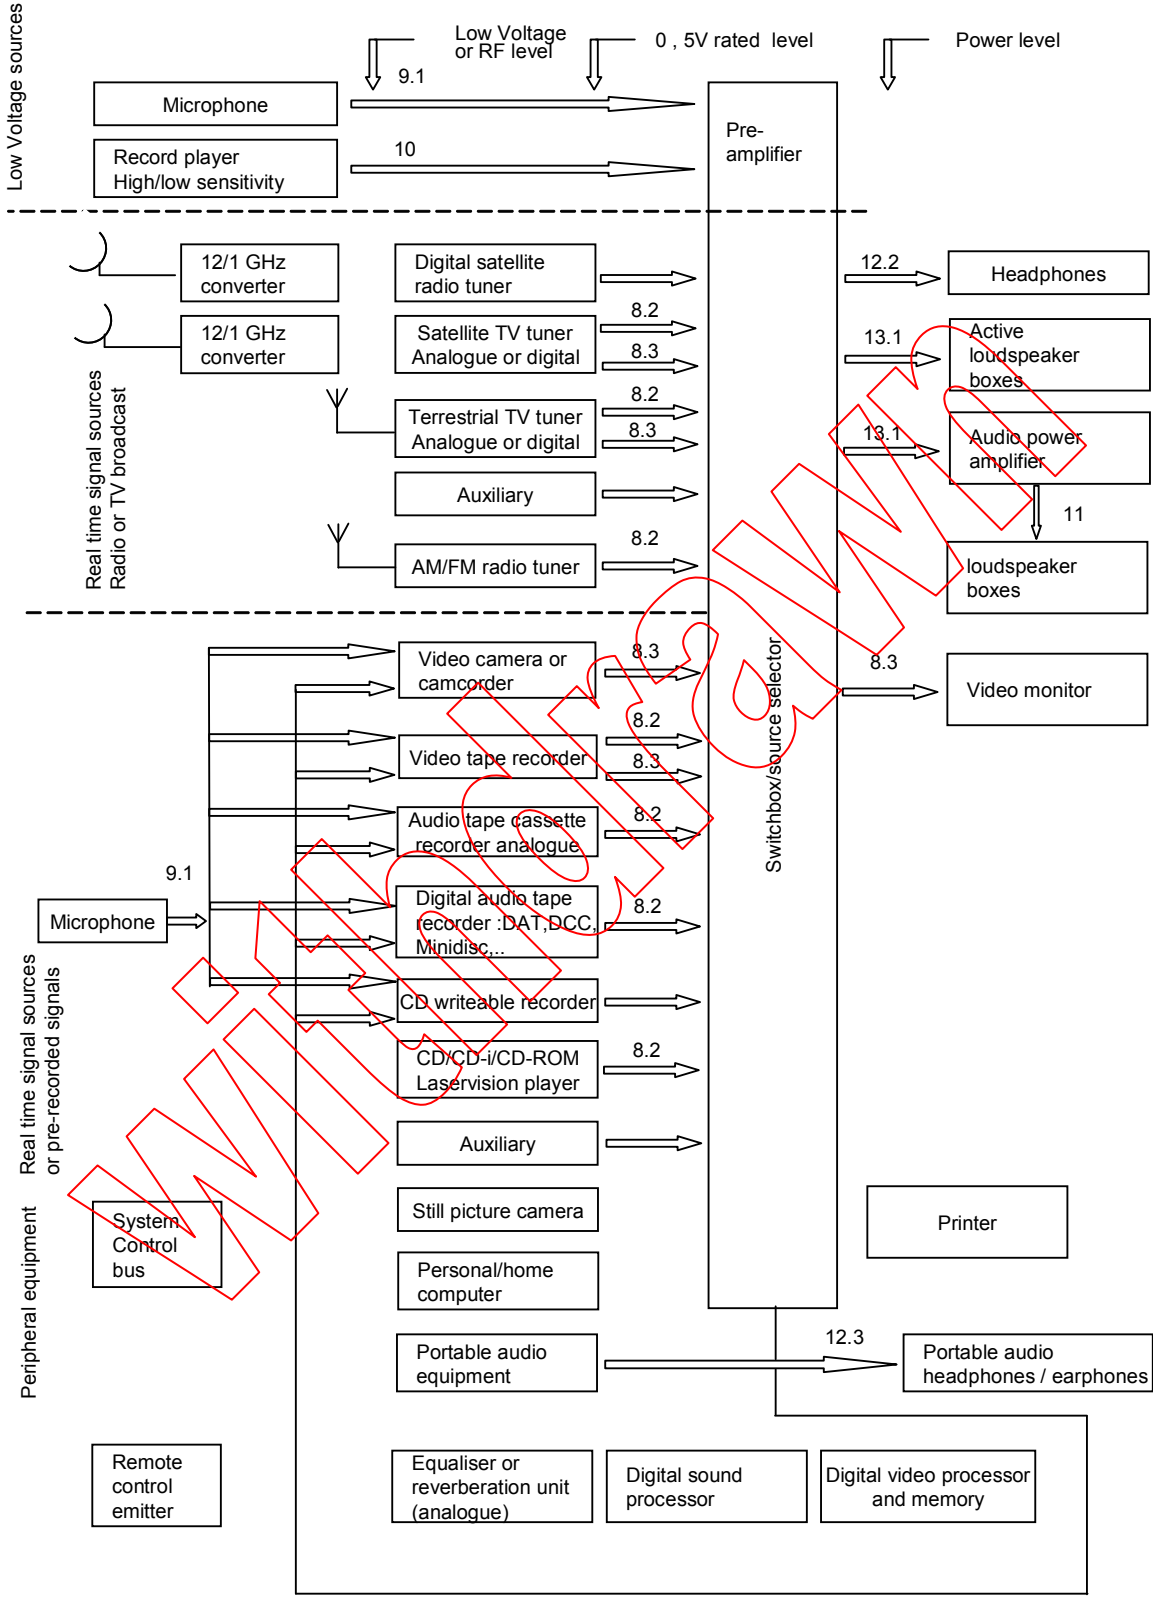 Low Voltage sources
Low Voltage
or RF level
0 , 5V rated level
Power level
9.1
Microphone
Pre-
amplifier
Record player
High/low sensitivity
10
12/1 GHz
converter
Digital satellite
radio tuner
12.2
Headphones
12/1 GHz
converter
Satellite TV tuner
Analogue or digital
8.2
8.3
13.1
Active
loudspeaker
boxes
Real time signal sources
Radio or TV broadcast
Terrestrial TV tuner
Analogue or digital
8.2
8.3
13.1
Audio power
amplifier
Auxiliary
11
AM/FM radio tuner
8.2
loudspeaker
boxes
Video camera or
camcorder
8.3
Switchbox/source selector
8.3
Video monitor
Video tape recorder
8.2
8.3
Audio tape cassette
recorder analogue
8.2
9.1
Microphone
Digital audio tape
recorder :DAT,DCC,
Minidisc,..
8.2
Real time signal sources
or pre-recorded signals
CD writeable recorder
CD/CD-i/CD-ROM
Laservision player
8.2
Auxiliary
Peripheral equipment
System
Control
bus
Still picture camera
Printer
Personal/home
computer
Portable audio
equipment
12.3
Portable audio
headphones / earphones
Remote
control
emitter
Equaliser or
reverberation unit
(analogue)
Digital sound
processor
Digital video processor
and memory
Withdrawn